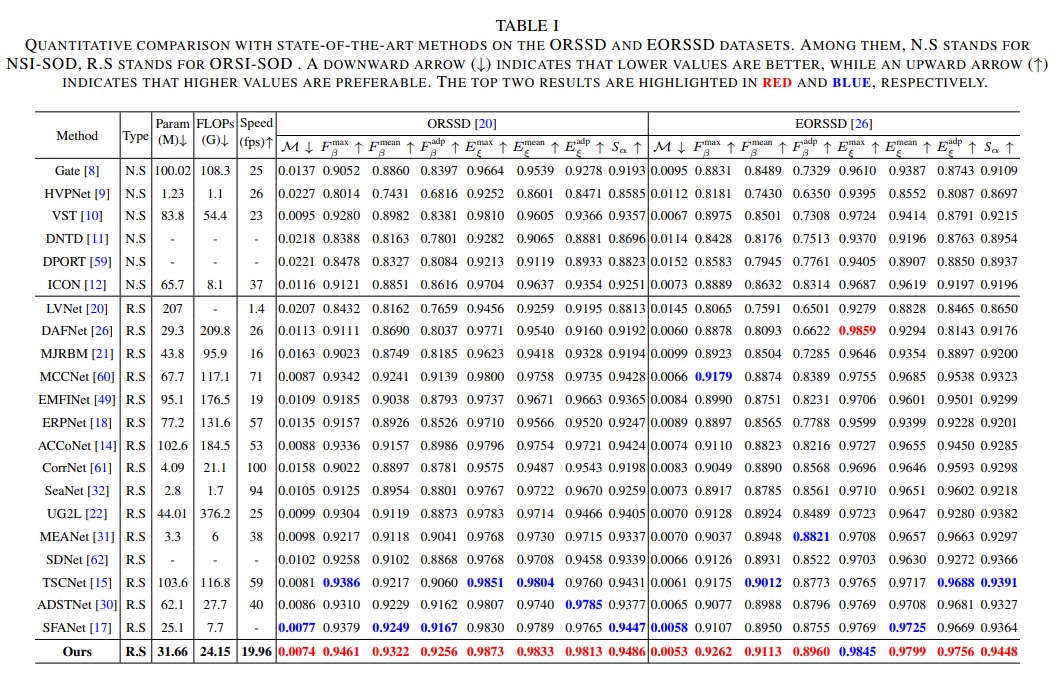 TABLE I
QUANTITATIVE COMPARISON WITH STATE-OF-THE-ART METHODS ON THE ORSSD AND EORSSD DATASETS. AMONG THEM, N.S STANDS FOR
NSI-SOD, R.S STANDS FOR ORSI-SOD . A DOWNWARD ARROW (↓) INDICATES THAT LOWER VALUES ARE BETTER, WHILE AN UPWARD ARROW (↑)
INDICATES THAT HIGHER VALUES ARE PREFERABLE. THE TOP TWO RESULTS ARE HIGHLIGHTED IN RED AND BLUE, RESPECTIVELY.
Method Type Param (M)↓ FLOPs (G)↓ Speed (fps)↑ ORSSD [20] EORSSD [26]
M ↓ F_β^max ↑ F_β^mean ↑ F_β^adp ↑ E_ξ^max ↑ E_ξ^mean ↑ E_ξ^adp ↑ S_α ↑ M ↓ F_β^max ↑ F_β^mean ↑ F_β^adp ↑ E_ξ^max ↑ E_ξ^mean ↑ E_ξ^adp ↑ S_α ↑
Gate [8] N.S 100.02 108.3 25 0.0137 0.9052 0.8860 0.8397 0.9664 0.9539 0.9278 0.9193 0.0095 0.8831 0.8489 0.7329 0.9610 0.9387 0.8743 0.9109
HVPNet [9] N.S 1.23 1.1 26 0.0227 0.8014 0.7431 0.6816 0.9252 0.8601 0.8471 0.8585 0.0112 0.8181 0.7430 0.6350 0.9395 0.8552 0.8087 0.8697
VST [10] N.S 83.8 54.4 23 0.0095 0.9280 0.8982 0.8381 0.9810 0.9605 0.9366 0.9357 0.0067 0.8975 0.8501 0.7308 0.9724 0.9414 0.8791 0.9215
DNTD [11] N.S - - - 0.0218 0.8388 0.8163 0.7801 0.9282 0.9065 0.8881 0.8696 0.0114 0.8428 0.8176 0.7513 0.9370 0.9196 0.8763 0.8954
DPORT [59] N.S - - - 0.0221 0.8478 0.8327 0.8084 0.9213 0.9119 0.8933 0.8823 0.0152 0.8583 0.7945 0.7761 0.9405 0.8907 0.8850 0.8937
ICON [12] N.S 65.7 8.1 37 0.0116 0.9121 0.8851 0.8616 0.9704 0.9637 0.9354 0.9251 0.0073 0.8889 0.8632 0.8314 0.9687 0.9619 0.9197 0.9196
LVNet [20] R.S 207 - 1.4 0.0207 0.8432 0.8162 0.7659 0.9456 0.9259 0.9195 0.8813 0.0145 0.8065 0.7591 0.6501 0.9279 0.8828 0.8465 0.8650
DAFNet [26] R.S 29.3 209.8 26 0.0113 0.9111 0.8690 0.8037 0.9771 0.9540 0.9160 0.9192 0.0060 0.8878 0.8093 0.6622 0.9859 0.9294 0.8143 0.9176
MJRBM [21] R.S 43.8 95.9 16 0.0163 0.9023 0.8749 0.8185 0.9623 0.9418 0.9328 0.9194 0.0099 0.8923 0.8504 0.7285 0.9646 0.9354 0.8897 0.9200
MCCNet [60] R.S 67.7 117.1 71 0.0087 0.9342 0.9241 0.9139 0.9800 0.9758 0.9735 0.9428 0.0066 0.9179 0.8874 0.8389 0.9755 0.9685 0.9538 0.9323
EMFINet [49] R.S 95.1 176.5 19 0.0109 0.9185 0.9038 0.8793 0.9737 0.9671 0.9663 0.9365 0.0084 0.8990 0.8751 0.8231 0.9706 0.9601 0.9501 0.9299
ERPNet [18] R.S 77.2 131.6 57 0.0135 0.9157 0.8926 0.8526 0.9710 0.9566 0.9520 0.9247 0.0089 0.8897 0.8565 0.7788 0.9599 0.9399 0.9228 0.9201
ACCoNet [14] R.S 102.6 184.5 53 0.0088 0.9336 0.9157 0.8986 0.9796 0.9754 0.9721 0.9424 0.0074 0.9110 0.8823 0.8216 0.9727 0.9655 0.9450 0.9285
CorrNet [61] R.S 4.09 21.1 100 0.0158 0.9022 0.8897 0.8781 0.9575 0.9487 0.9543 0.9198 0.0083 0.9049 0.8890 0.8568 0.9696 0.9646 0.9593 0.9298
SeaNet [32] R.S 2.8 1.7 94 0.0105 0.9125 0.8954 0.8801 0.9767 0.9722 0.9670 0.9259 0.0073 0.8917 0.8785 0.8561 0.9710 0.9651 0.9602 0.9218
UG2L [22] R.S 44.01 376.2 25 0.0099 0.9304 0.9119 0.8873 0.9783 0.9714 0.9466 0.9405 0.0070 0.9128 0.8924 0.8489 0.9723 0.9647 0.9280 0.9382
MEANet [31] R.S 3.3 6 38 0.0098 0.9217 0.9118 0.9041 0.9768 0.9730 0.9715 0.9337 0.0070 0.9037 0.8948 0.8821 0.9708 0.9657 0.9663 0.9297
SDNet [62] R.S - - - 0.0102 0.9258 0.9102 0.8868 0.9768 0.9708 0.9458 0.9339 0.0066 0.9126 0.8931 0.8522 0.9703 0.9630 0.9272 0.9366
TSCNet [15] R.S 103.6 116.8 59 0.0081 0.9386 0.9217 0.9060 0.9851 0.9804 0.9760 0.9431 0.0061 0.9175 0.9012 0.8773 0.9765 0.9717 0.9688 0.9391
ADSTNet [30] R.S 62.1 27.7 40 0.0086 0.9310 0.9229 0.9162 0.9807 0.9740 0.9785 0.9377 0.0065 0.9077 0.8988 0.8796 0.9769 0.9708 0.9681 0.9327
SFANet [17] R.S 25.1 7.7 - 0.0077 0.9379 0.9249 0.9167 0.9830 0.9789 0.9765 0.9447 0.0058 0.9107 0.8950 0.8755 0.9769 0.9725 0.9669 0.9364
Ours R.S 31.66 24.15 19.96 0.0074 0.9461 0.9322 0.9256 0.9873 0.9833 0.9813 0.9486 0.0053 0.9262 0.9113 0.8960 0.9845 0.9799 0.9756 0.9448